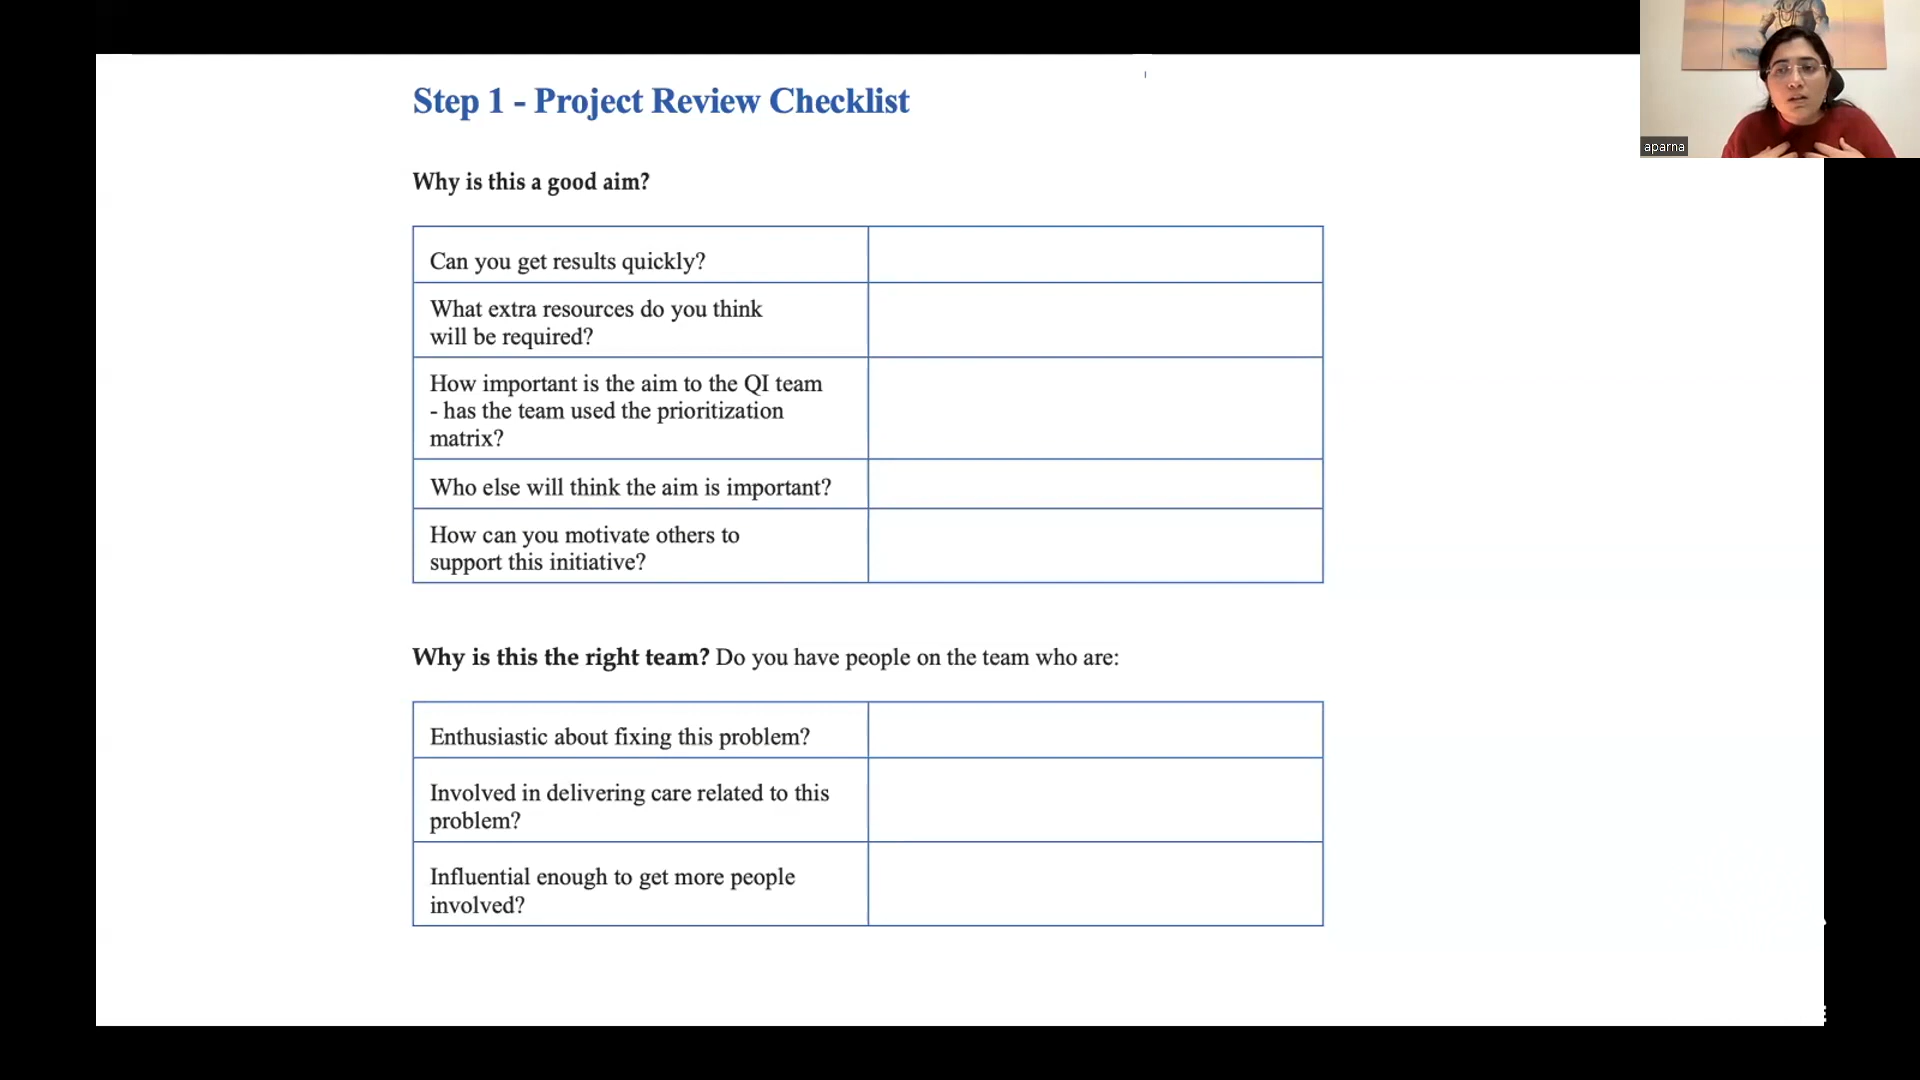 Step 1 - Project Review Checklist
Why is this a good aim?
Can you get results quickly?
What extra resources do you think
will be required?
How important is the aim to the QI team
- has the team used the prioritization
matrix?
Who else will think the aim is important?
How can you motivate others to
support this initiative?
Why is this the right team? Do you have people on the team who are:
Enthusiastic about fixing this problem?
Involved in delivering care related to this
problem?
Influential enough to get more people
involved?
aparna